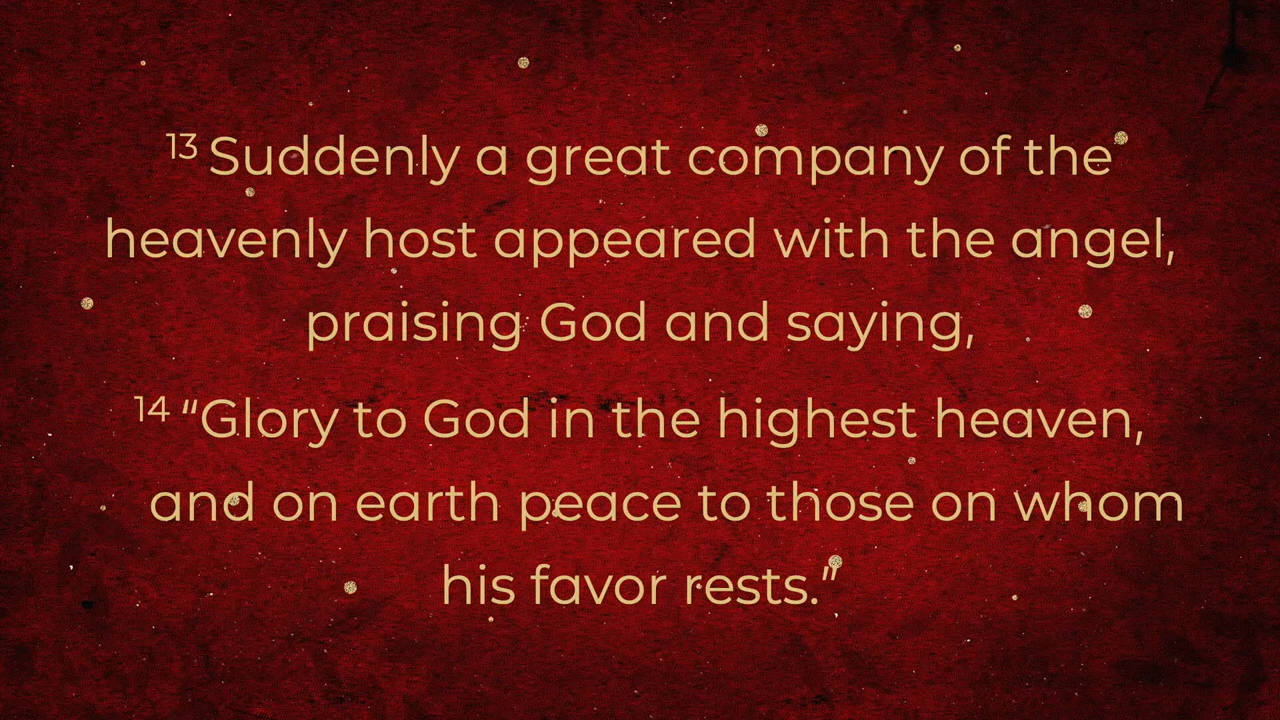 13 Suddenly a great company of the
heavenly host appeared with the angel,
praising God and saying,
14 “Glory to God in the highest heaven,
and on earth peace to those on whom
his favor rests.”